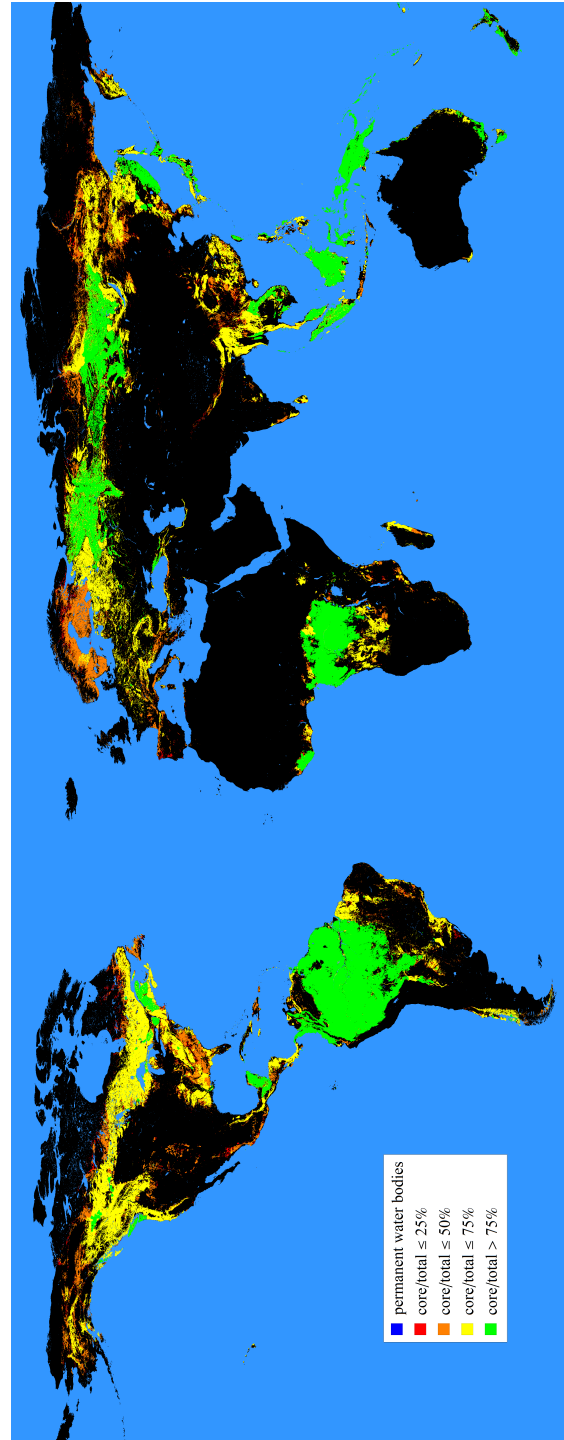 permanent water bodies
core/total ≤ 25%
core/total ≤ 50%
core/total ≤ 75%
core/total > 75%